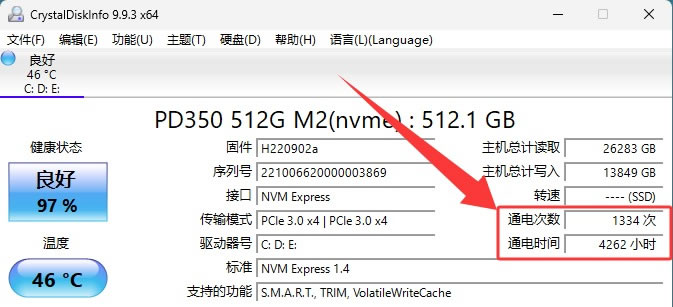 CrystalDiskInfo 9.9.3 x64
文件(F) 编辑(E) 功能(U) 主题(T) 硬盘(D) 帮助(H) 语言(L)(Language)
良好
46 °C
C: D: E:
PD350 512G M2(nvme) : 512.1 GB
健康状态
良好
97 %
温度
46 °C
固件 H220902a
序列号 221006620000003869
接口 NVM Express
传输模式 PCIe 3.0 x4 | PCIe 3.0 x4
驱动器号 C: D: E:
标准 NVM Express 1.4
支持的功能 S.M.A.R.T., TRIM, VolatileWriteCache
主机总计读取 26283 GB
主机总计写入 13849 GB
转速 ---- (SSD)
通电次数 1334 次
通电时间 4262 小时